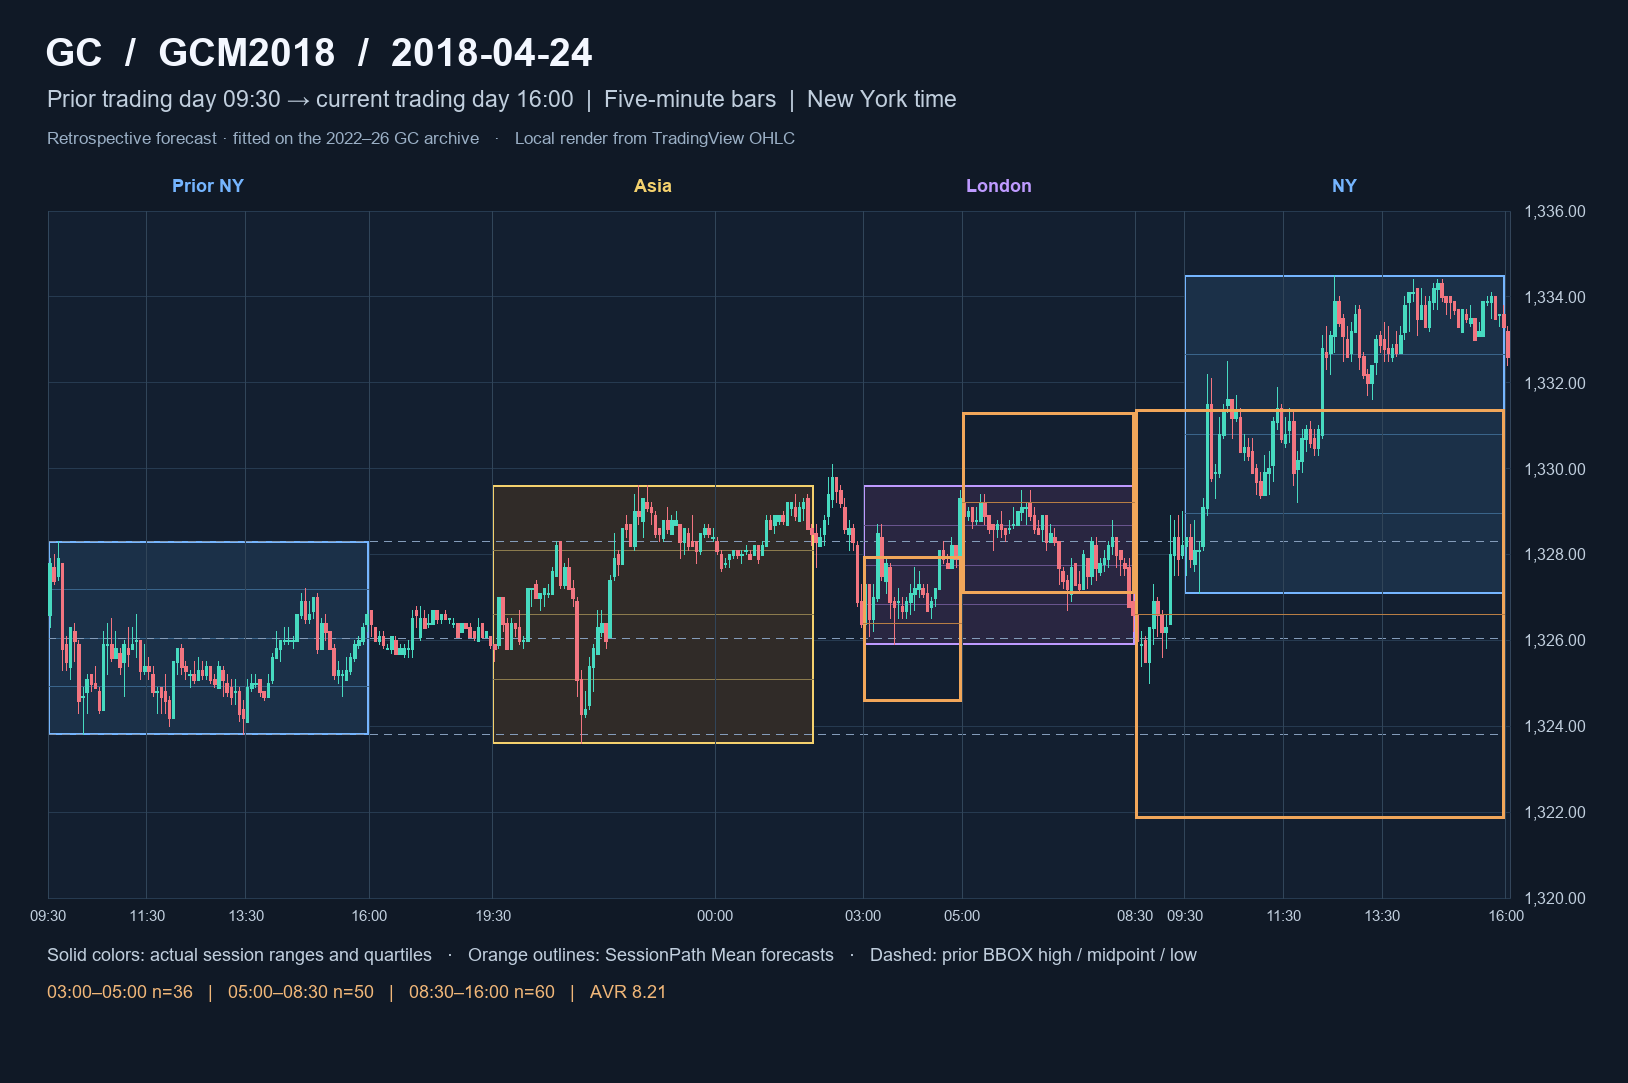 GC / GCM2018 / 2018-04-24
Prior trading day 09:30 → current trading day 16:00 | Five-minute bars | New York time
Retrospective forecast · fitted on the 2022–26 GC archive · Local render from TradingView OHLC
Prior NY Asia London NY
1,336.00
1,334.00
1,332.00
1,330.00
1,328.00
1,326.00
1,324.00
1,322.00
1,320.00
09:30 11:30 13:30 16:00 19:30 00:00 03:00 05:00 08:30 09:30 11:30 13:30 16:00
Solid colors: actual session ranges and quartiles · Orange outlines: SessionPath Mean forecasts · Dashed: prior BBOX high / midpoint / low
03:00–05:00 n=36 | 05:00–08:30 n=50 | 08:30–16:00 n=60 | AVR 8.21